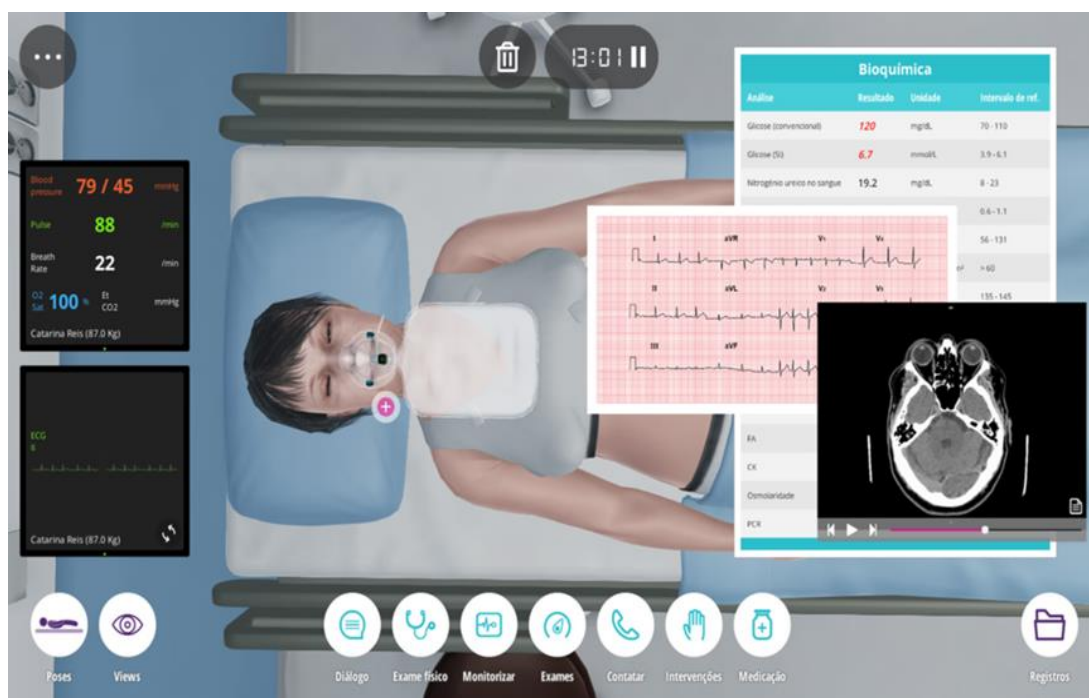 13:01
Blood pressure 79 / 45 mmHg
Pulse 88 /min
Breath Rate 22 /min
O2 Sat 100 % Et CO2 mmHg
Catarina Reis (87.0 Kg)
ECG
II
Catarina Reis (87.0 Kg)
Bioquímica
Análise Resultado Unidade Intervalo de ref.
Glicose (convencional) 120 mg/dL 70 - 110
Glicose (SI) 6.7 mmol/L 3.9 - 6.1
Nitrogênio ureico no sangue 19.2 mg/dL 8 - 23
0.6 - 1.1
56 - 131
m² > 60
135 - 145
I aVR V1 V4
II aVL V2 V5
III aVF
FA
CK
Osmolaridade
PCR
Poses
Views
Diálogo
Exame físico
Monitorizar
Exames
Contatar
Intervenções
Medicação
Registros